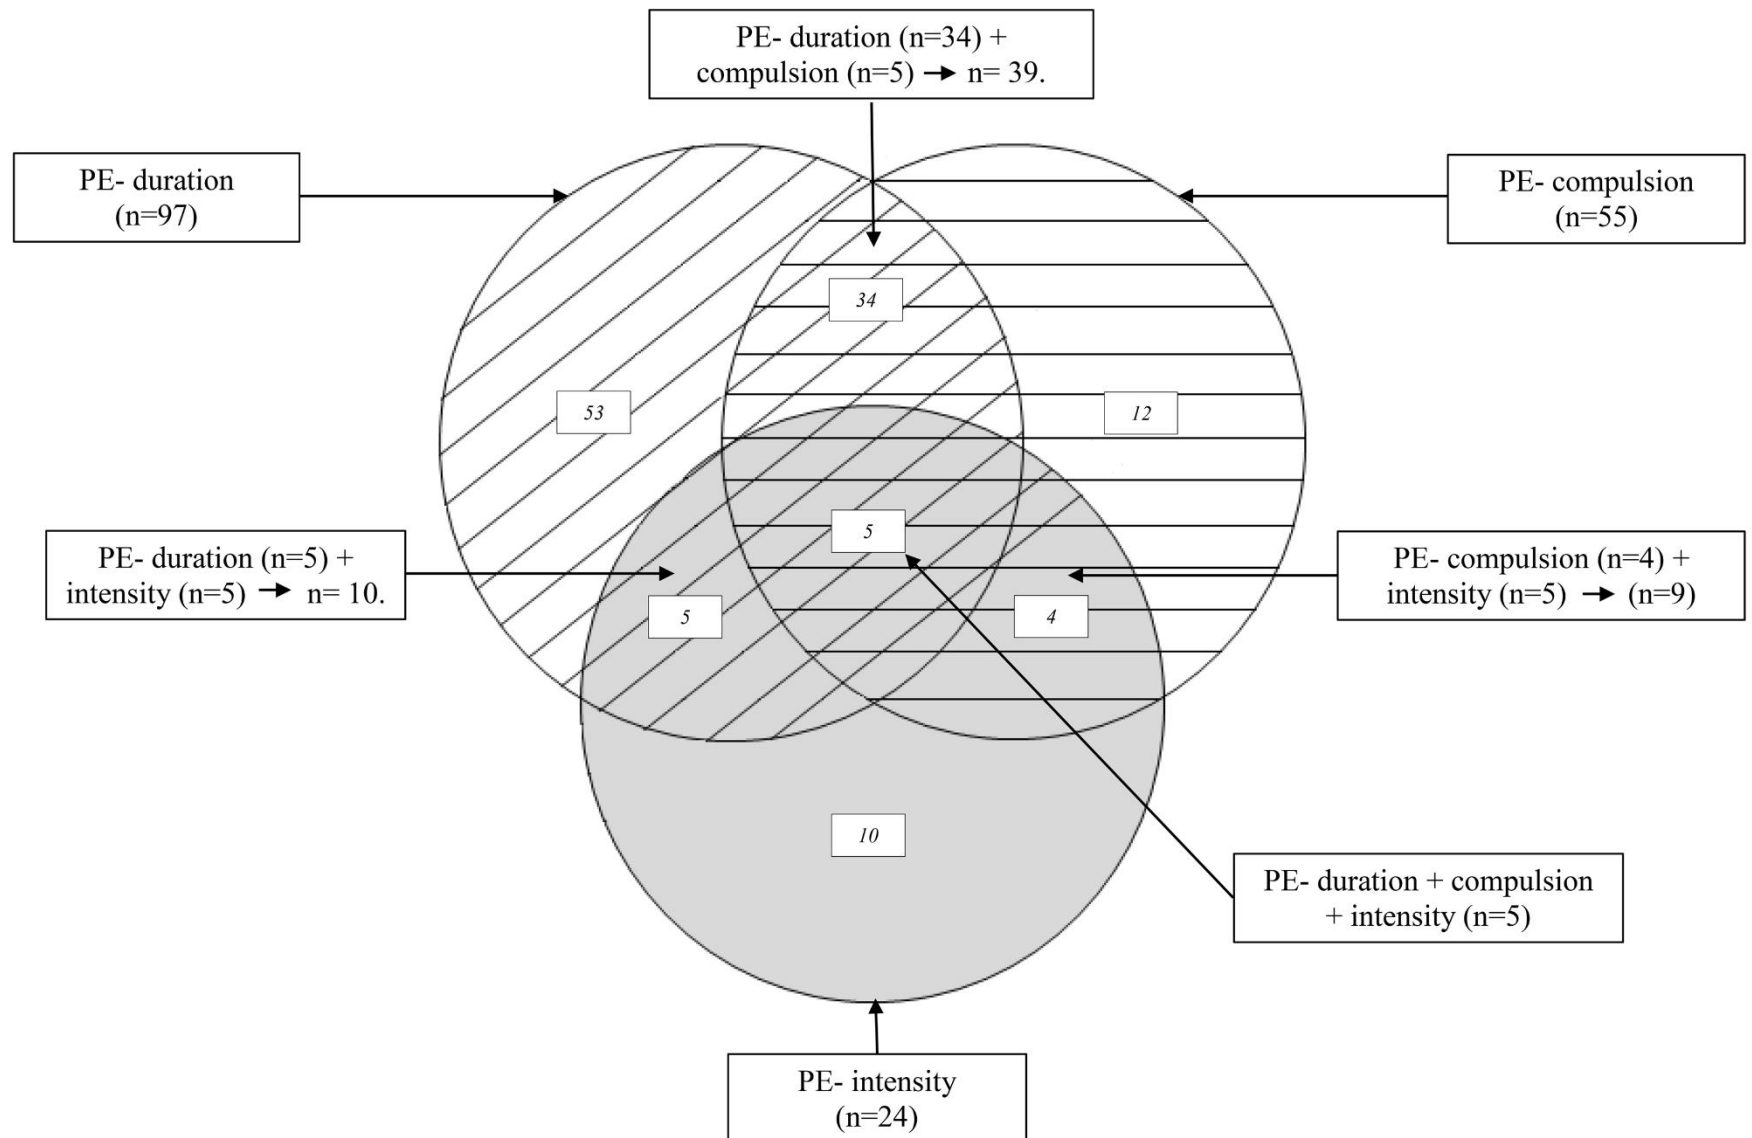 PE- duration (n=34) +
compulsion (n=5) → n= 39.
PE- duration
(n=97)
PE- compulsion
(n=55)
34
53
12
5
PE- duration (n=5) +
intensity (n=5) → n= 10.
PE- compulsion (n=4) +
intensity (n=5) → (n=9)
5
4
10
PE- duration + compulsion
+ intensity (n=5)
PE- intensity
(n=24)